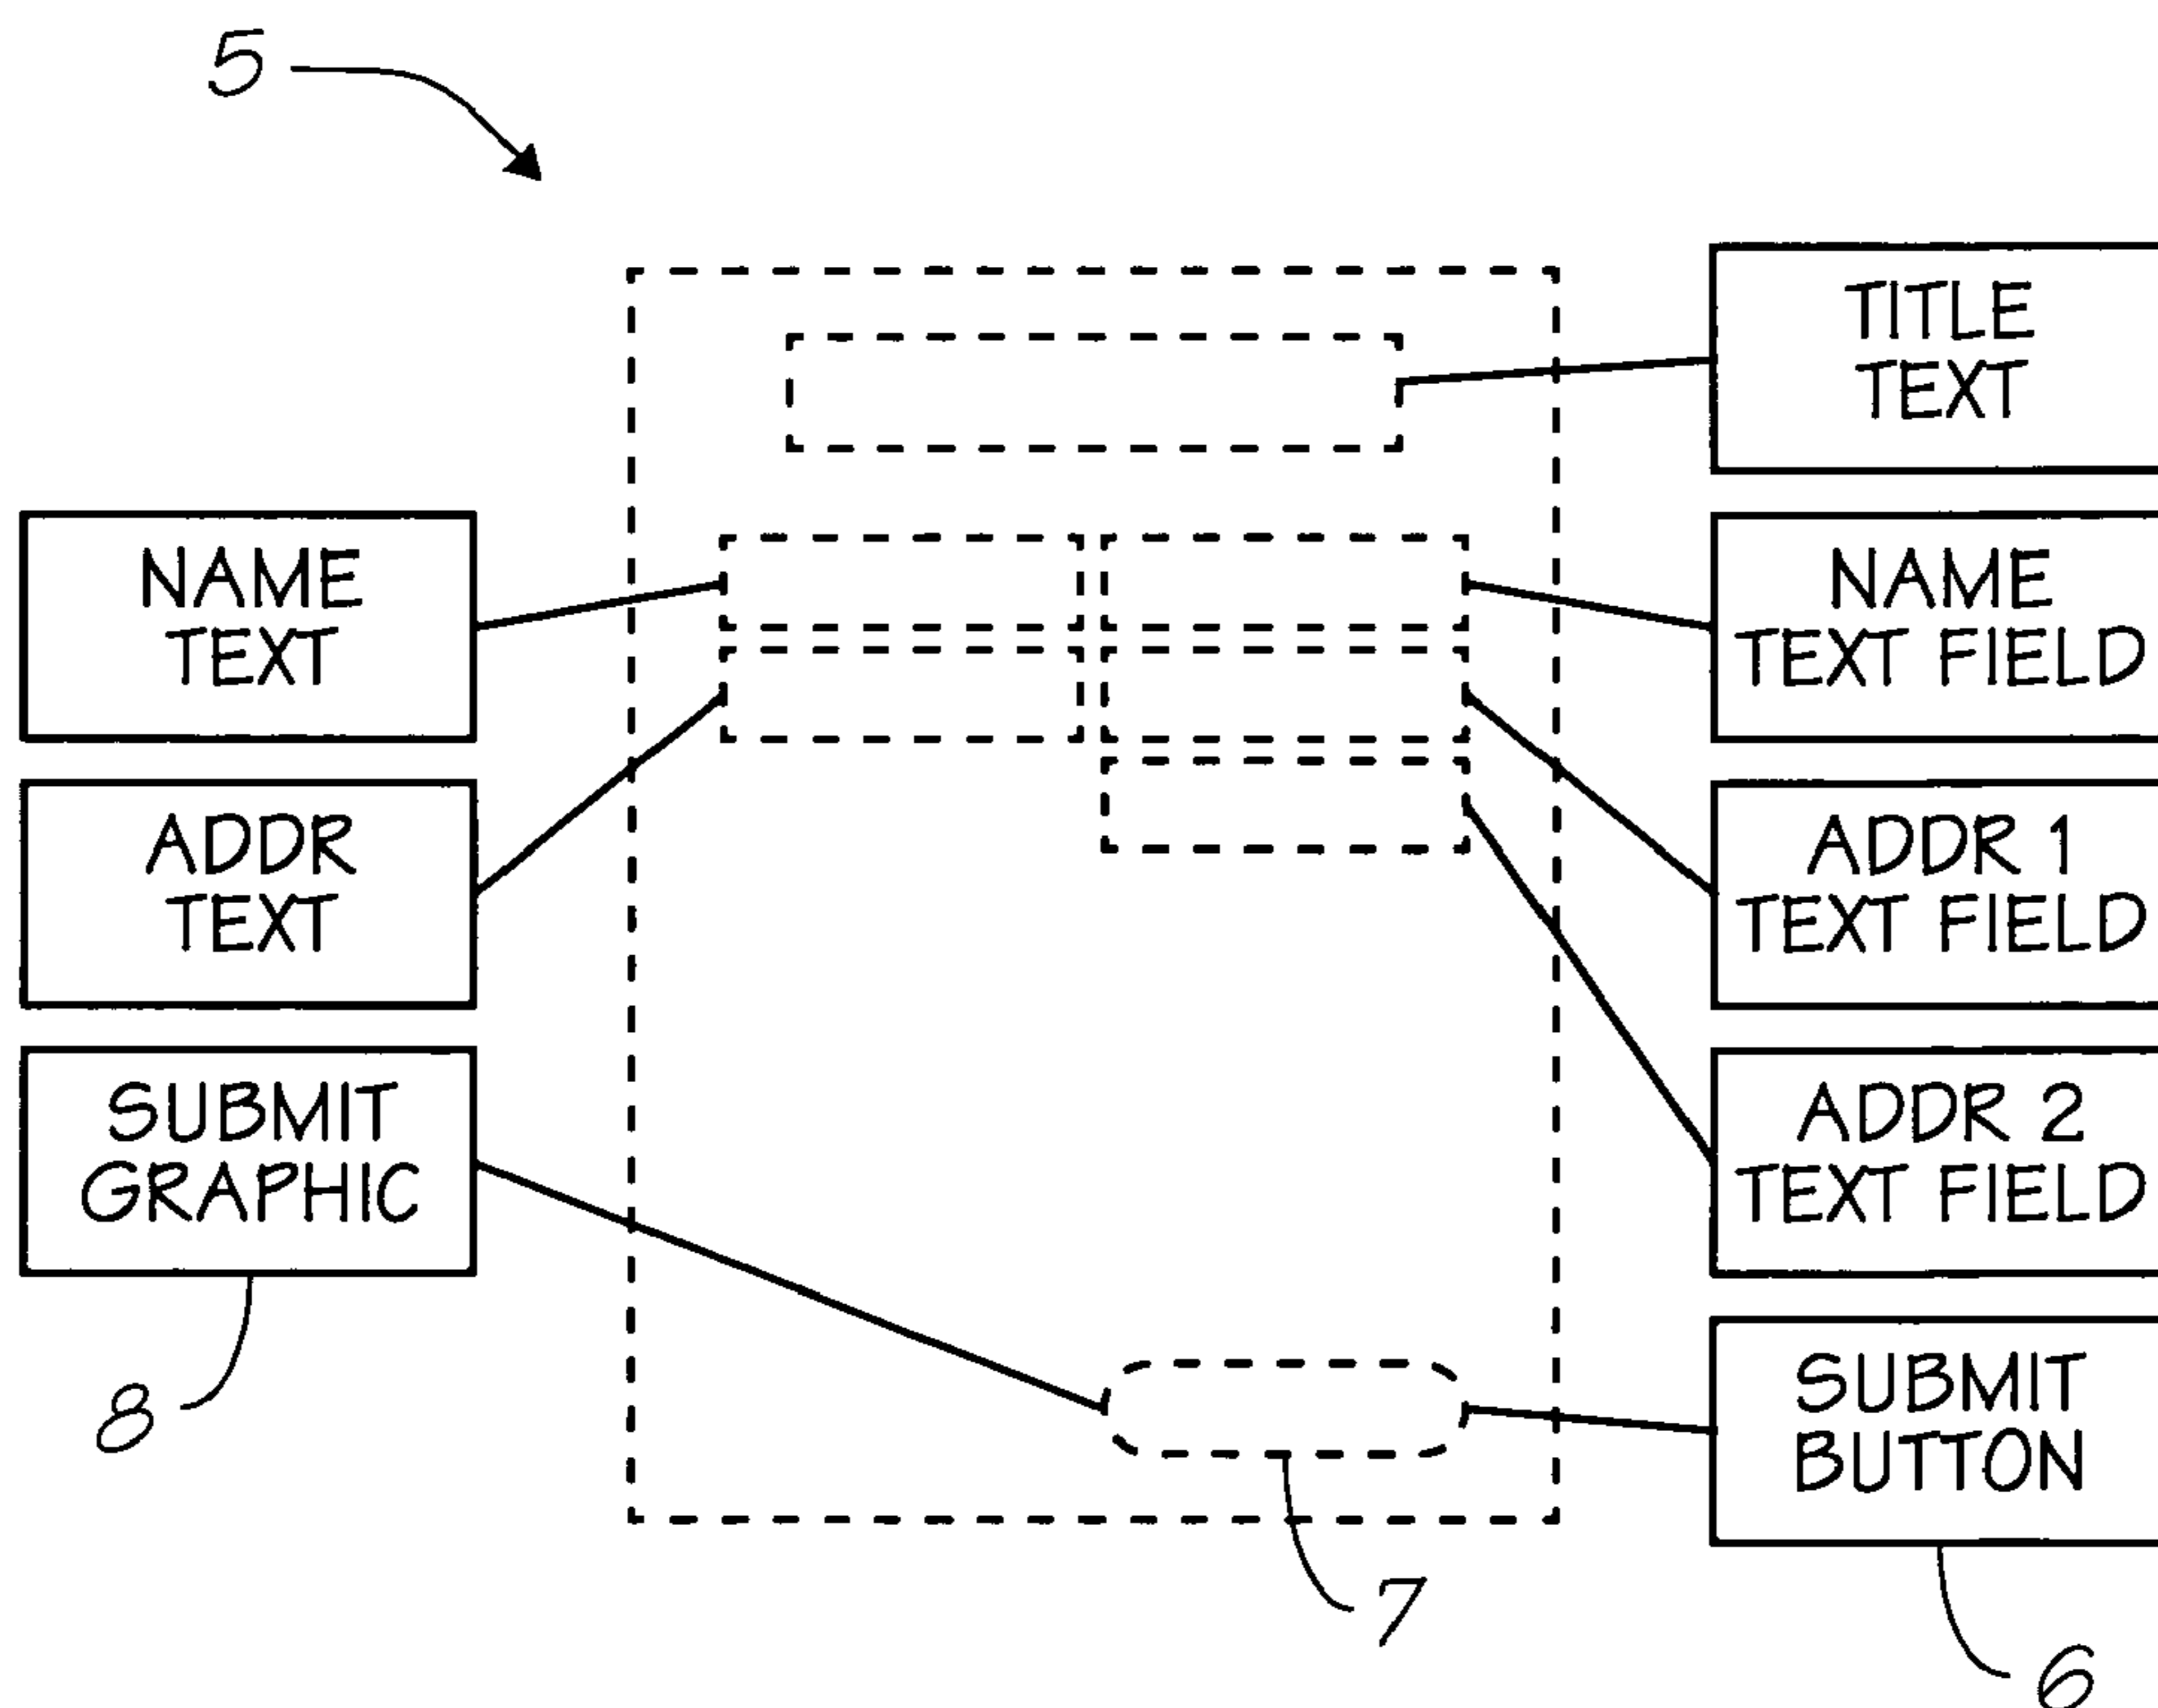 5
TITLE
TEXT
NAME
TEXT
NAME
TEXT FIELD
ADDR
TEXT
ADDR 1
TEXT FIELD
SUBMIT
GRAPHIC
ADDR 2
TEXT FIELD
SUBMIT
BUTTON
8
7
6